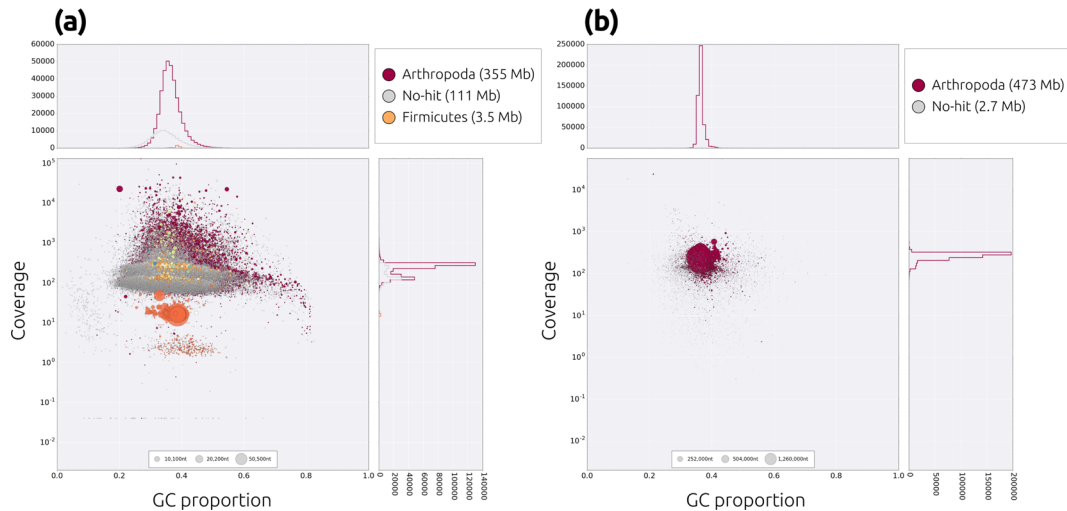 (a)
60000
50000
40000
30000
20000
10000
0
Arthropoda (355 Mb)
No-hit (111 Mb)
Firmicutes (3.5 Mb)
Coverage
10^5
10^4
10^3
10^2
10^1
10^0
10^-1
10^-2
10,100nt 20,200nt 50,500nt
0.0 0.2 0.4 0.6 0.8 1.0
GC proportion
0 20000 40000 60000 80000 100000 120000 140000
(b)
250000
200000
150000
100000
50000
0
Arthropoda (473 Mb)
No-hit (2.7 Mb)
Coverage
10^4
10^3
10^2
10^1
10^0
10^-1
10^-2
252,000nt 504,000nt 1,260,000nt
0.0 0.2 0.4 0.6 0.8 1.0
GC proportion
0 50000 100000 150000 200000